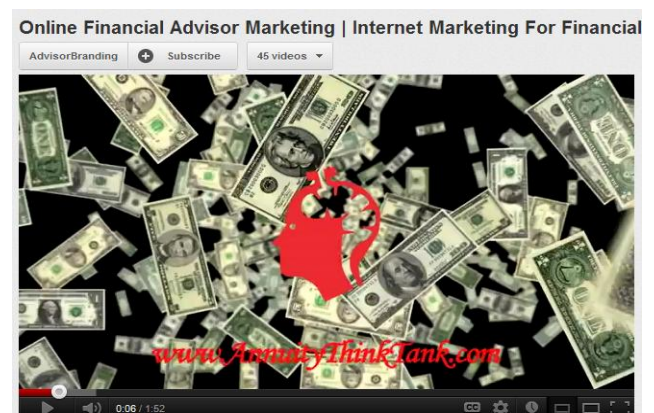 Online Financial Advisor Marketing | Internet Marketing For Financial
AdvisorBranding Subscribe 45 videos
www.AnnuityThinkTank.com
0:06 / 1:52
CC